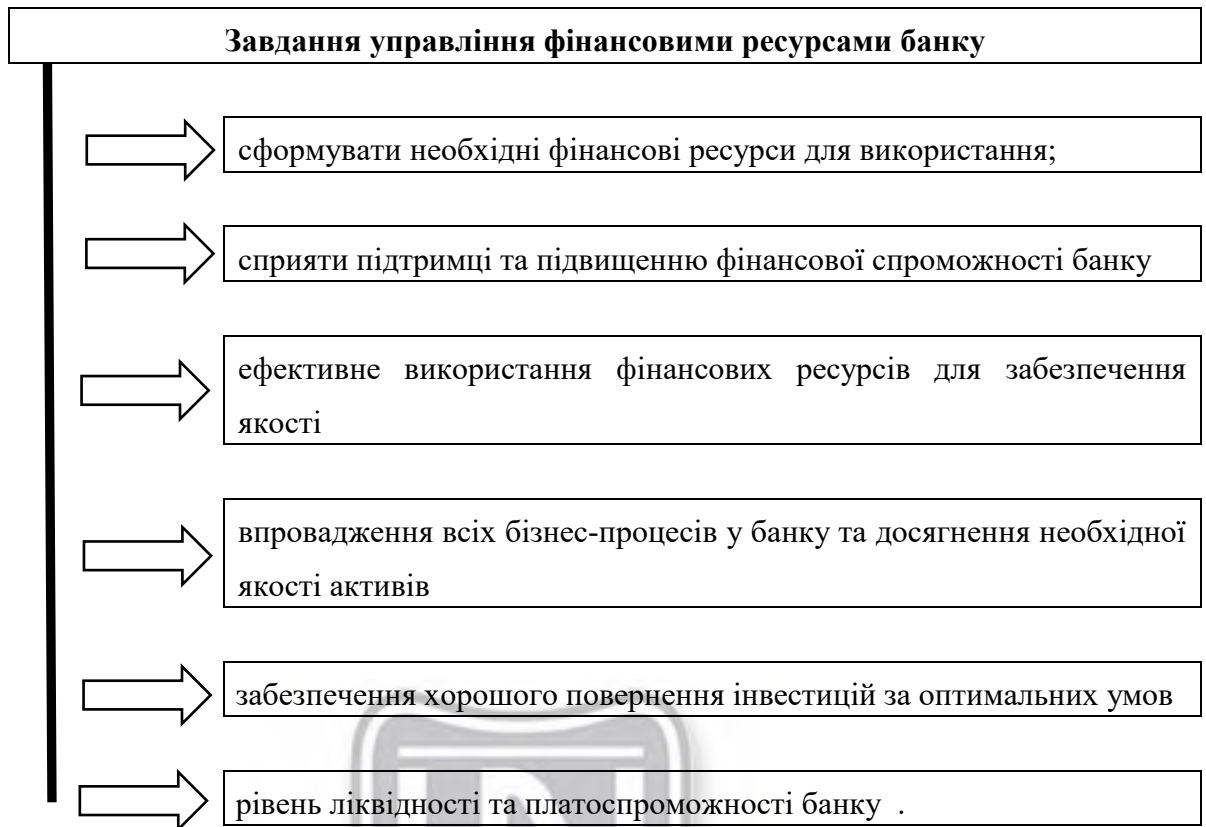 Завдання управління фінансовими ресурсами банку
сформувати необхідні фінансові ресурси для використання;
сприяти підтримці та підвищенню фінансової спроможності банку
ефективне використання фінансових ресурсів для забезпечення
якості
впровадження всіх бізнес-процесів у банку та досягнення необхідної
якості активів
забезпечення хорошого повернення інвестицій за оптимальних умов
рівень ліквідності та платоспроможності банку .